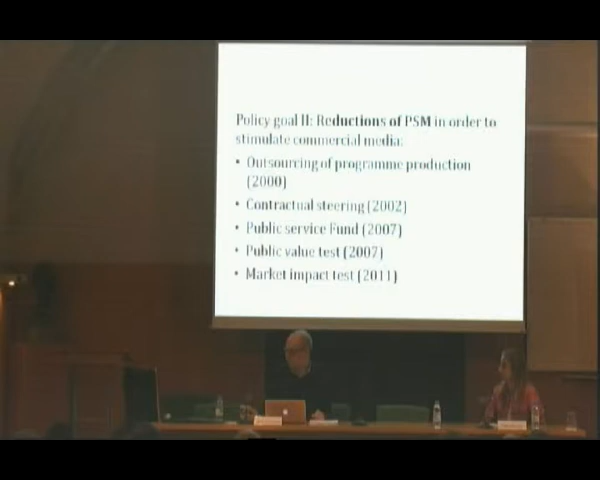 Policy goal II: Reductions of PSM in order to
stimulate commercial media:
• Outsourcing of programme production
(2000)
• Contractual steering (2002)
• Public service Fund (2007)
• Public value test (2007)
• Market impact test (2011)